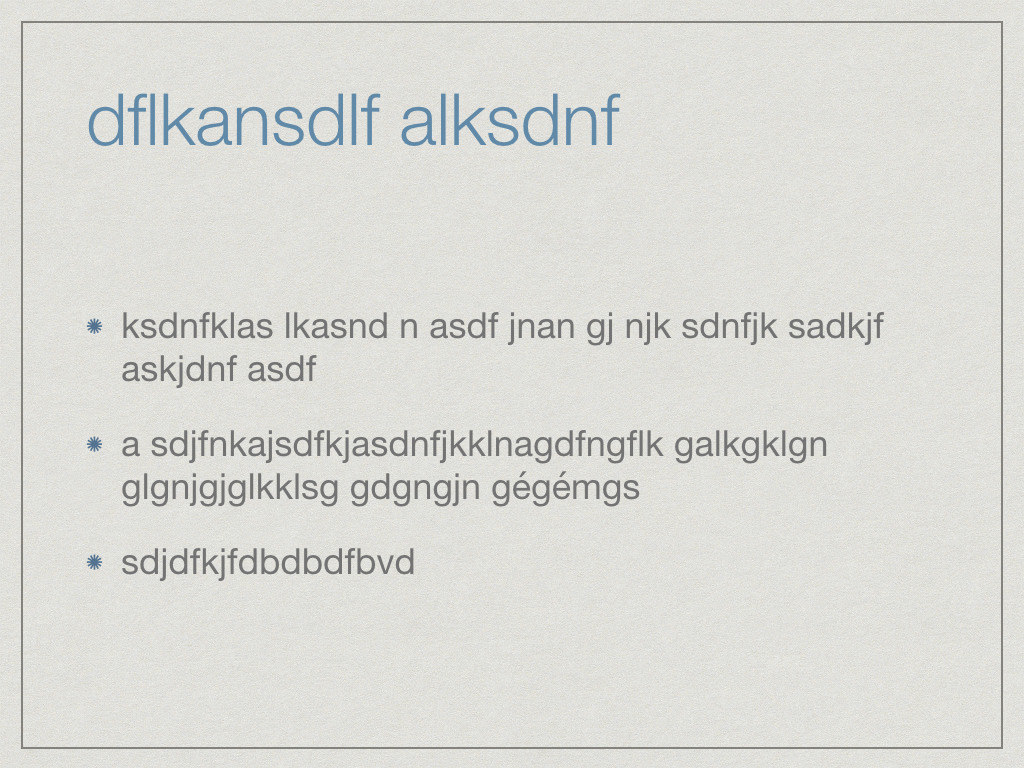 dflkansdlf alksdnf
ksdnfklas lkasnd n asdf jnan gj njk sdnfjk sadkjf
askjdnf asdf
a sdjfnkajsdfkjasdnfjkklnagdfngflk galkgklgn
glgnjgjglkklsg gdgngjn gégémgs
sdjdfkjfdbdbdfbvd